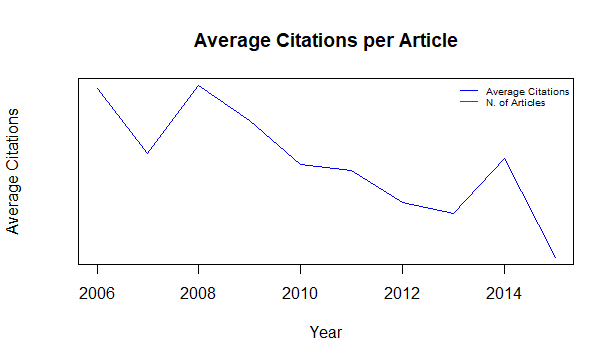 Average Citations per Article
Average Citations
N. of Articles
Average Citations
2006 2008 2010 2012 2014
Year